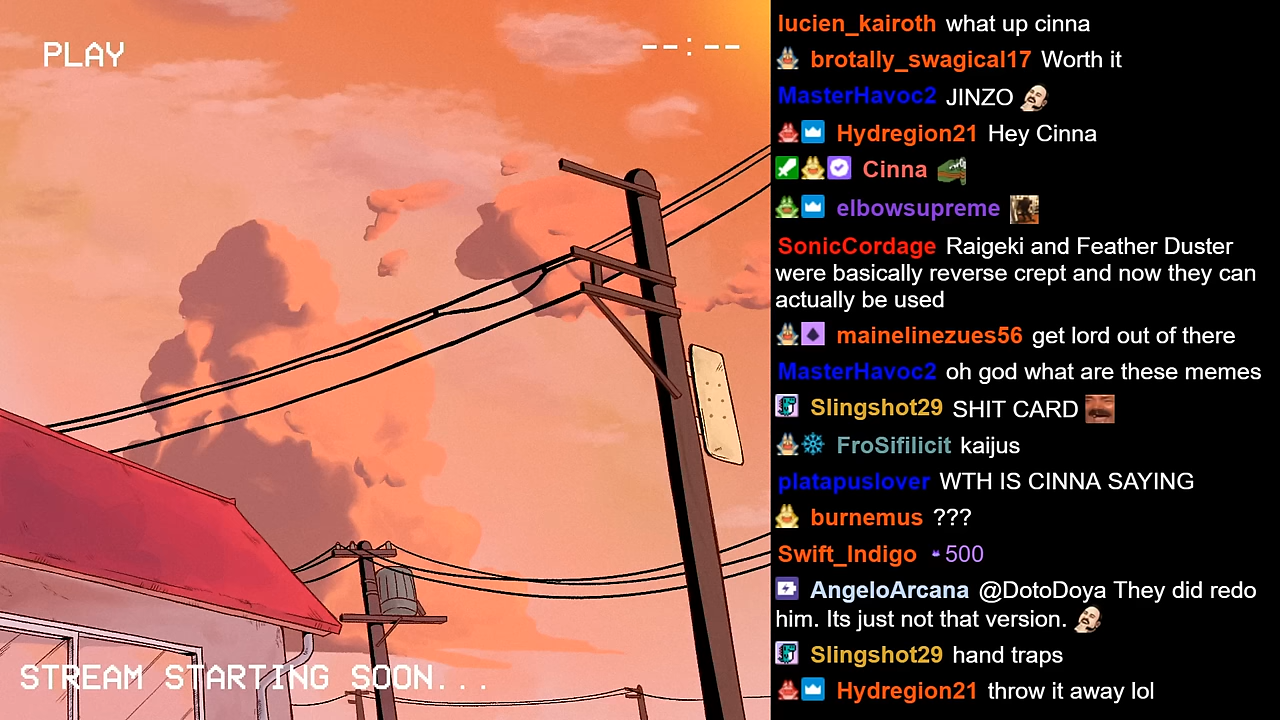 PLAY
--:--
STREAM STARTING SOON...
lucien_kairoth what up cinna
brotally_swagical17 Worth it
MasterHavoc2 JINZO
Hydregion21 Hey Cinna
Cinna
elbowsupreme
SonicCordage Raigeki and Feather Duster
were basically reverse crept and now they can
actually be used
mainelinezues56 get lord out of there
MasterHavoc2 oh god what are these memes
Slingshot29 SHIT CARD
FroSifilicit kaijus
platapuslover WTH IS CINNA SAYING
burnemus ???
Swift_Indigo 500
AngeloArcana @DotoDoya They did redo
him. Its just not that version.
Slingshot29 hand traps
Hydregion21 throw it away lol